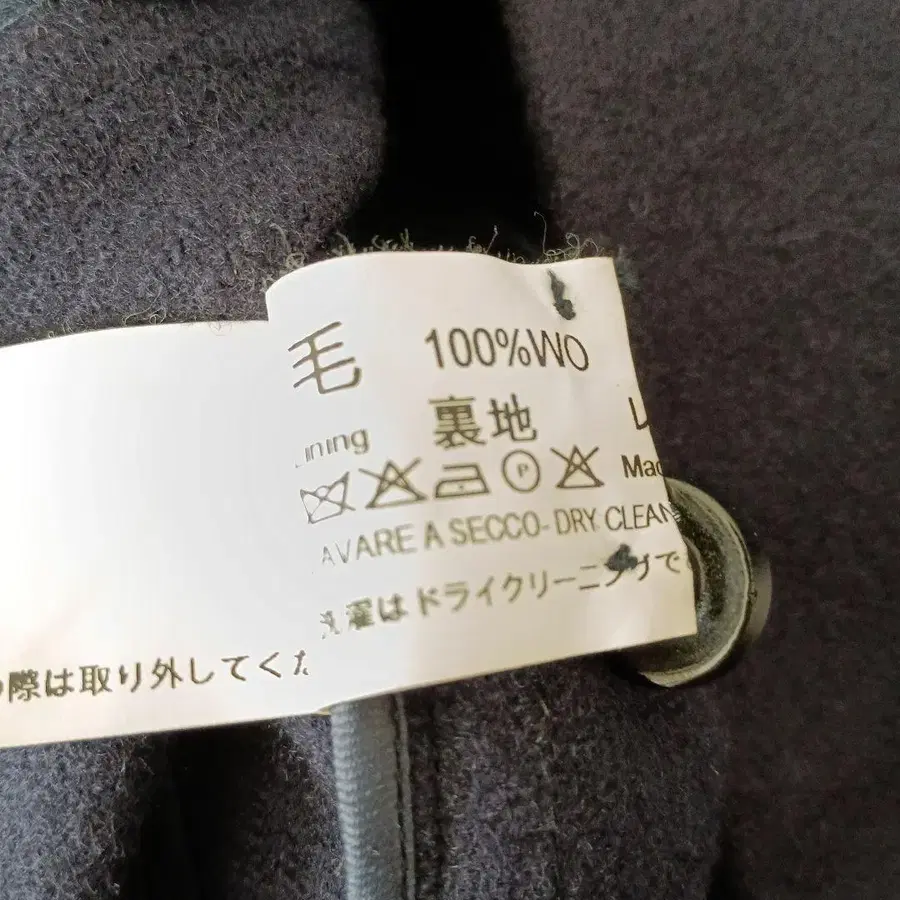 毛 100%WO
ining 裏地 L
P Mad
AVARE A SECCO- DRY CLEAN
洗濯はドライクリーニングで
際は取り外してくた